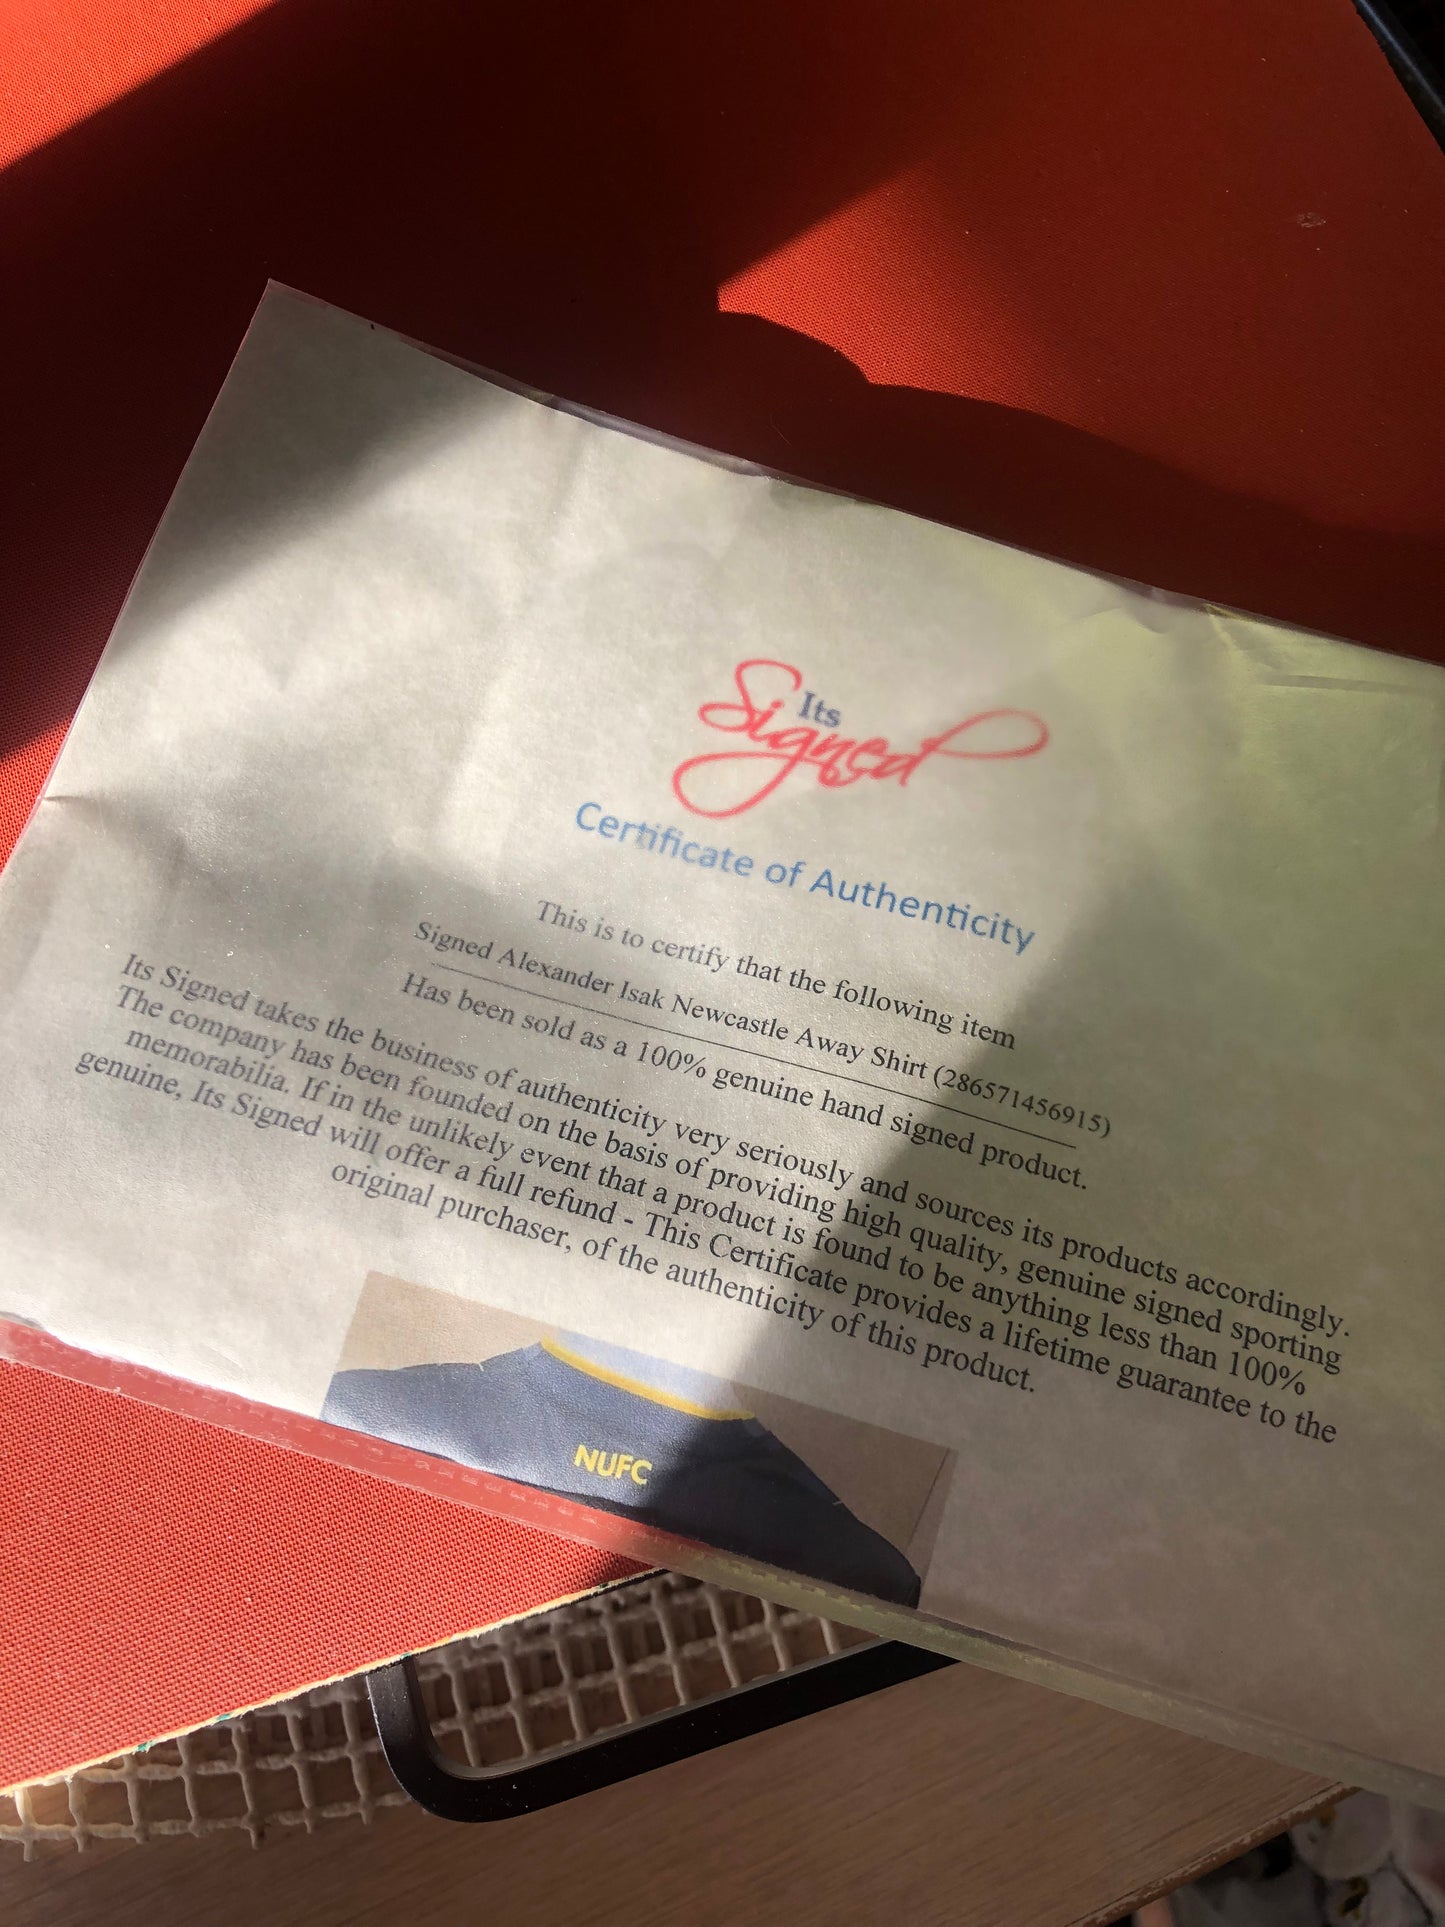 Its
Signed
Certificate of Authenticity
This is to certify that the following item
Signed Alexander Isak Newcastle Away Shirt (286571456915)
Has been sold as a 100% genuine hand signed product.
Its Signed takes the business of authenticity very seriously and sources its products accordingly.
The company has been founded on the basis of providing high quality, genuine signed sporting
memorabilia. If in the unlikely event that a product is found to be anything less than 100%
genuine, Its Signed will offer a full refund - This Certificate provides a lifetime guarantee to the
original purchaser, of the authenticity of this product.
NUFC